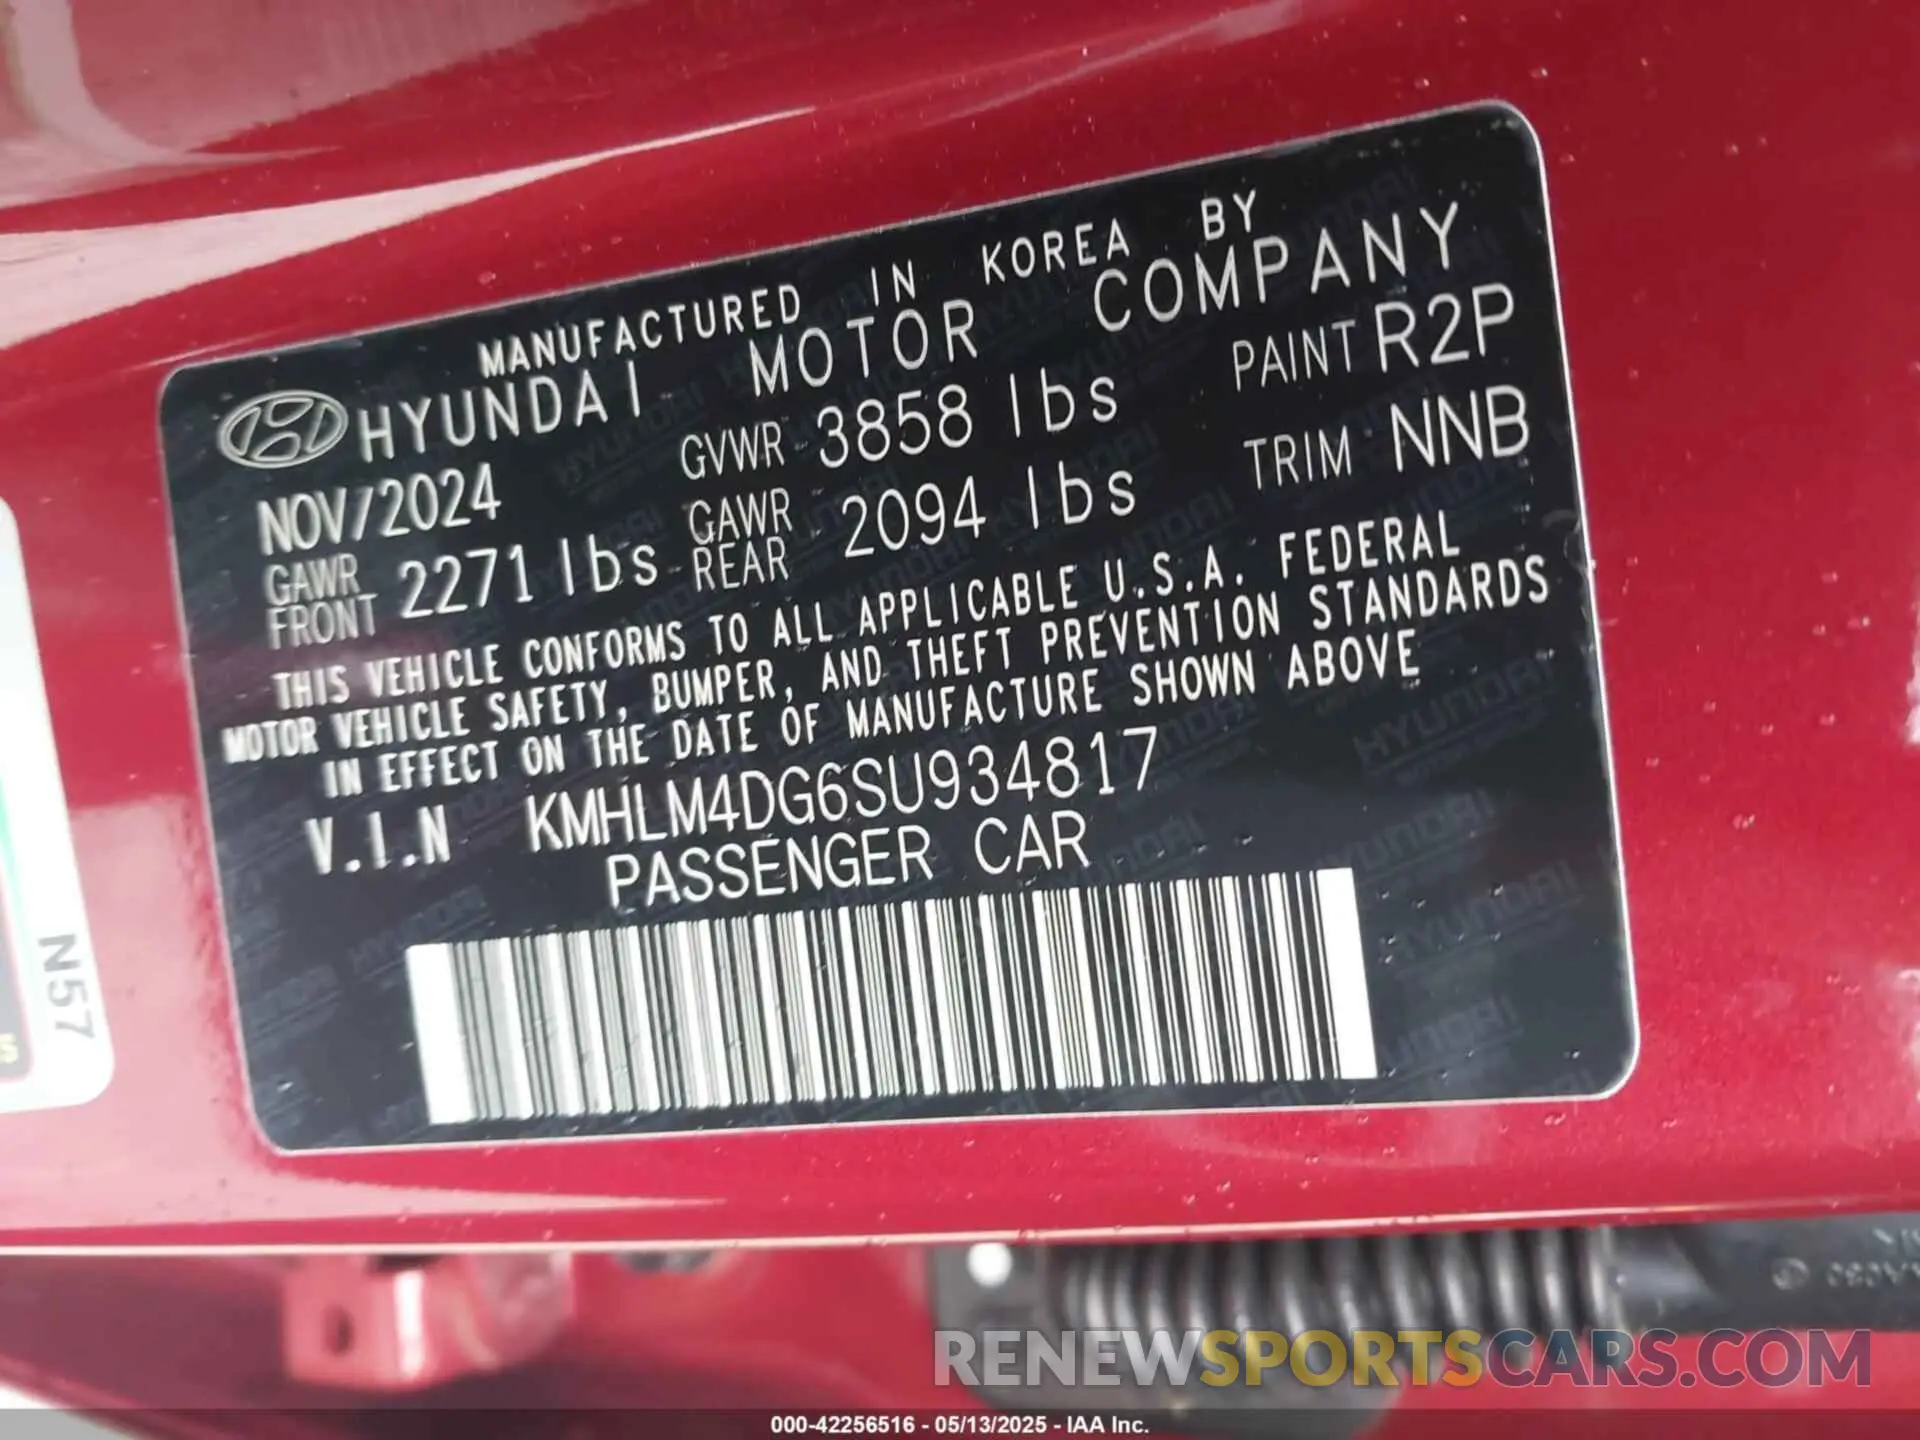 MANUFACTURED IN KOREA BY
HYUNDAI MOTOR COMPANY
NOV/2024 GVWR 3858 lbs PAINT R2P
GAWR FRONT 2271 lbs GAWR REAR 2094 lbs TRIM NNB
THIS VEHICLE CONFORMS TO ALL APPLICABLE U.S.A. FEDERAL
MOTOR VEHICLE SAFETY, BUMPER, AND THEFT PREVENTION STANDARDS
IN EFFECT ON THE DATE OF MANUFACTURE SHOWN ABOVE
V.I.N KMHLM4DG6SU934817
PASSENGER CAR
N57
RENEWSPORTSCARS.COM
000-42256516 - 05/13/2025 - IAA Inc.